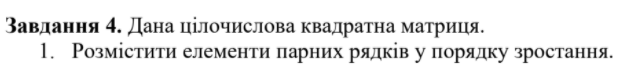 Завдання 4. Дана цілочислова квадратна матриця.
1. Розмістити елементи парних рядків у порядку зростання.